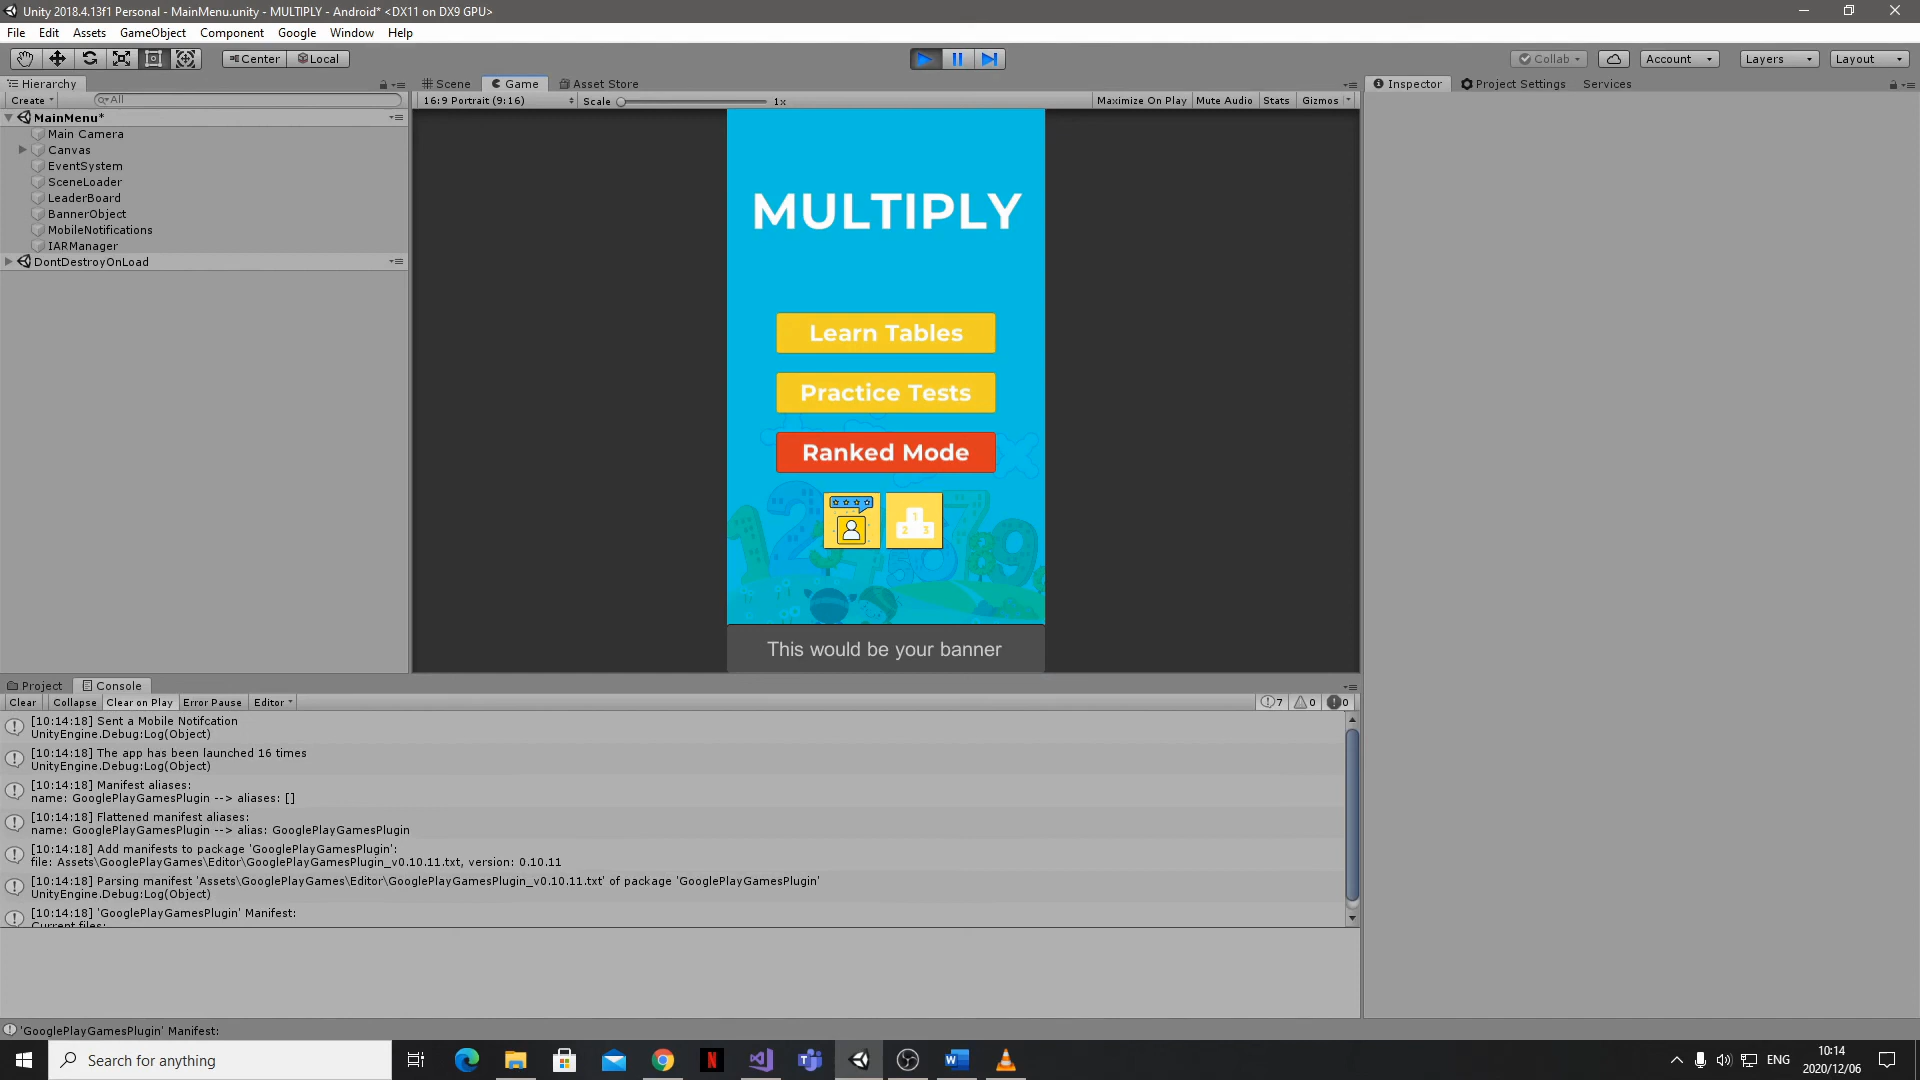 Unity 2018.4.13f1 Personal - MainMenu.unity - MULTIPLY - Android* <DX11 on DX9 GPU>
File Edit Assets GameObject Component Google Window Help
Center Local Collab Account Layers Layout
Hierarchy Scene Game Asset Store Inspector Project Settings Services
Create All 16:9 Portrait (9:16) Scale 1x Maximize On Play Mute Audio Stats Gizmos
MainMenu*
Main Camera
Canvas
EventSystem
SceneLoader
LeaderBoard
BannerObject
MobileNotifications
IARManager
DontDestroyOnLoad
MULTIPLY
Learn Tables
Practice Tests
Ranked Mode
1
2 3
This would be your banner
Project Console
Clear Collapse Clear on Play Error Pause Editor 7 0 0
[10:14:18] Sent a Mobile Notifcation
UnityEngine.Debug:Log(Object)
[10:14:18] The app has been launched 16 times
UnityEngine.Debug:Log(Object)
[10:14:18] Manifest aliases:
name: GooglePlayGamesPlugin --> aliases: []
[10:14:18] Flattened manifest aliases:
name: GooglePlayGamesPlugin --> alias: GooglePlayGamesPlugin
[10:14:18] Add manifests to package 'GooglePlayGamesPlugin':
file: Assets\GooglePlayGames\Editor\GooglePlayGamesPlugin_v0.10.11.txt, version: 0.10.11
[10:14:18] Parsing manifest 'Assets\GooglePlayGames\Editor\GooglePlayGamesPlugin_v0.10.11.txt' of package 'GooglePlayGamesPlugin'
UnityEngine.Debug:Log(Object)
[10:14:18] 'GooglePlayGamesPlugin' Manifest:
Current files:
'GooglePlayGamesPlugin' Manifest:
Search for anything
ENG
10:14
2020/12/06